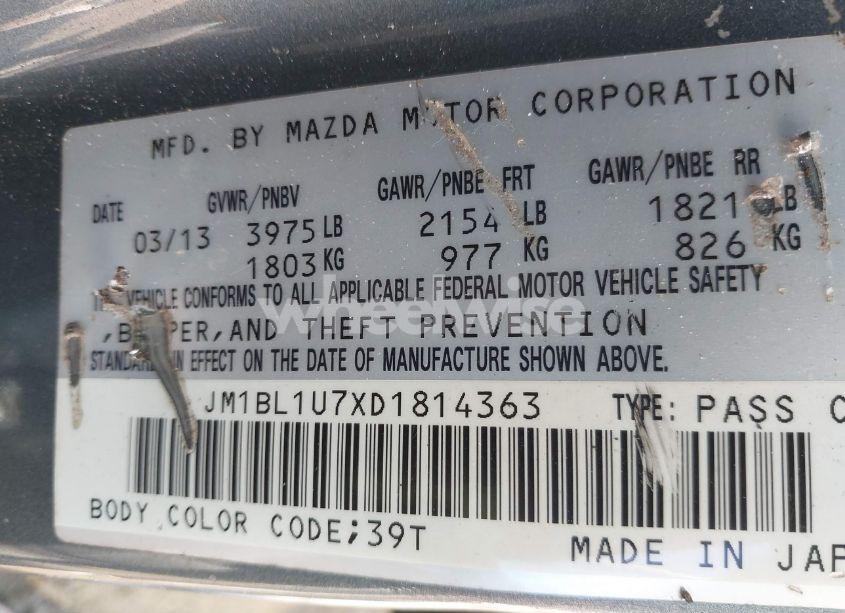 MFD. BY MAZDA MOTOR CORPORATION
DATE GVWR/PNBV GAWR/PNBE FRT GAWR/PNBE RR
03/13 3975 LB 2154 LB 1821 LB
1803 KG 977 KG 826 KG
VEHICLE CONFORMS TO ALL APPLICABLE FEDERAL MOTOR VEHICLE SAFETY
wheelwise
, AND THEFT PREVENTION
IN EFFECT ON THE DATE OF MANUFACTURE SHOWN ABOVE.
JM1BL1U7XD1814363 TYPE: PASS C
BODY COLOR CODE;39T
MADE IN JAP